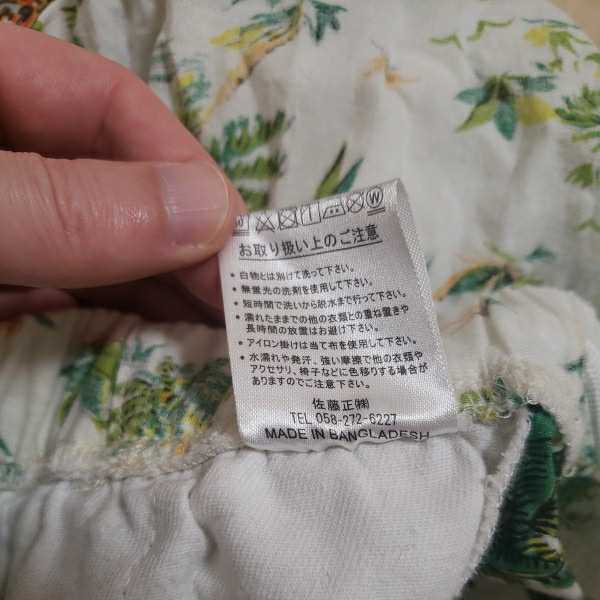 W
お取り扱い上のご注意
・白物とは別けて洗って下さい。
・無蛍光の洗剤を使用して下さい。
・短時間で洗いから脱水まで行って下さい。
・濡れたままでの他の衣類との重ね置きや
長時間の放置はお避け下さい。
・アイロン掛けは当て布を使用して下さい。
・水濡れや発汗、強い摩擦で他の衣類や
アクセサリ、椅子などに色移りする場合が
ありますのでご注意下さい。
佐藤正㈱
TEL 058-272-6227
MADE IN BANGLADESH